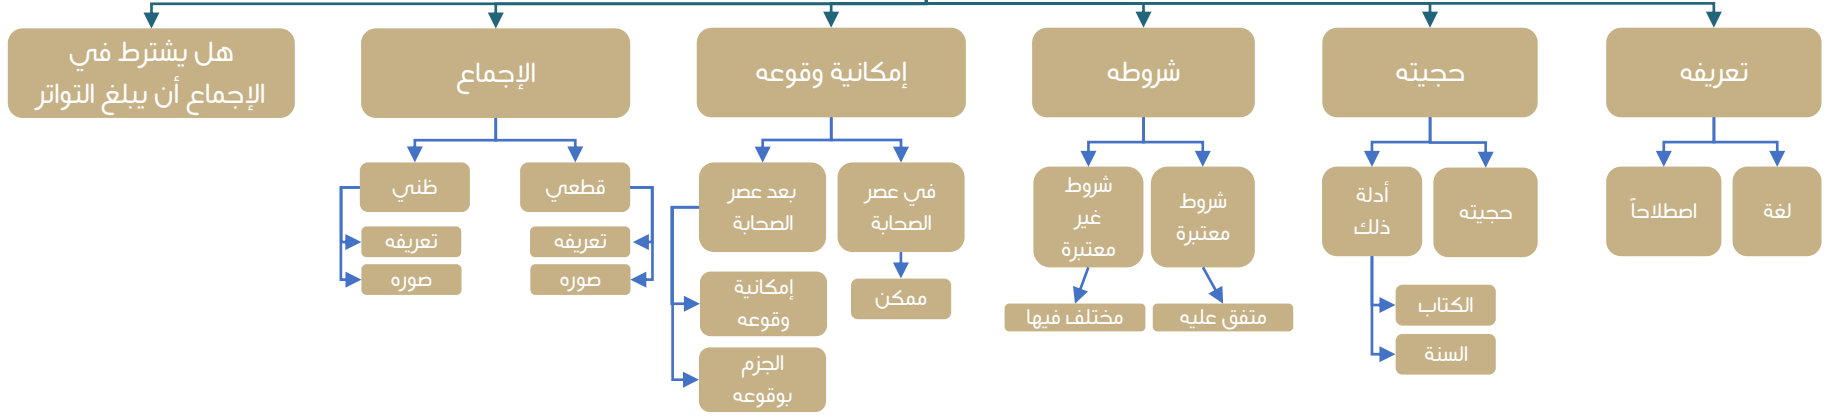 تعريفه
حجيته
شروطه
إمكانية وقوعه
الإجماع
هل يشترط في
الإجماع أن يبلغ التواتر
لغة
اصطلاحاً
حجيته
أدلة
ذلك
الكتاب
السنة
شروط
معتبرة
شروط
غير
معتبرة
متفق عليه
مختلف فيها
في عصر
الصحابة
بعد عصر
الصحابة
ممكن
إمكانية
وقوعه
الجزم
بوقوعه
قطعي
ظني
تعريفه
صوره
تعريفه
صوره